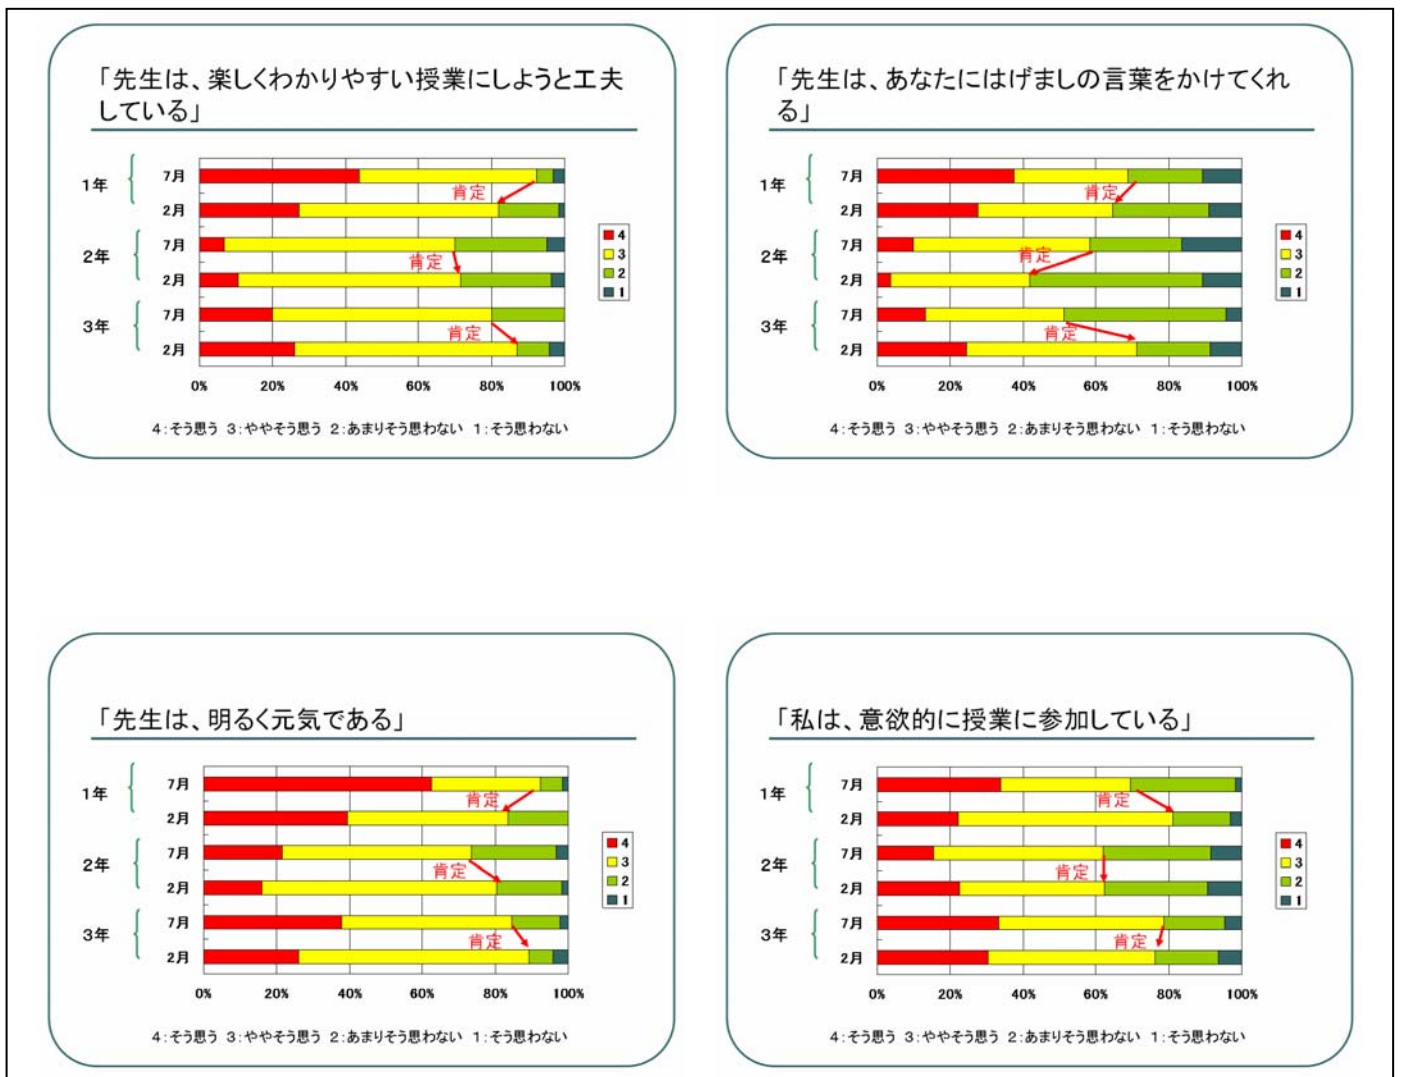 「先生は、楽しくわかりやすい授業にしようと工夫
している」
1年
7月
肯定
2月
2年
7月
肯定
2月
3年
7月
肯定
2月
0% 20% 40% 60% 80% 100%
4
3
2
1
4:そう思う 3:ややそう思う 2:あまりそう思わない 1:そう思わない
「先生は、あなたにはげましの言葉をかけてくれ
る」
1年
7月
肯定
2月
2年
7月
肯定
2月
3年
7月
肯定
2月
0% 20% 40% 60% 80% 100%
4
3
2
1
4:そう思う 3:ややそう思う 2:あまりそう思わない 1:そう思わない
「先生は、明るく元気である」
1年
7月
肯定
2月
2年
7月
肯定
2月
3年
7月
肯定
2月
0% 20% 40% 60% 80% 100%
4
3
2
1
4:そう思う 3:ややそう思う 2:あまりそう思わない 1:そう思わない
「私は、意欲的に授業に参加している」
1年
7月
肯定
2月
2年
7月
肯定
2月
3年
7月
肯定
2月
0% 20% 40% 60% 80% 100%
4
3
2
1
4:そう思う 3:ややそう思う 2:あまりそう思わない 1:そう思わない